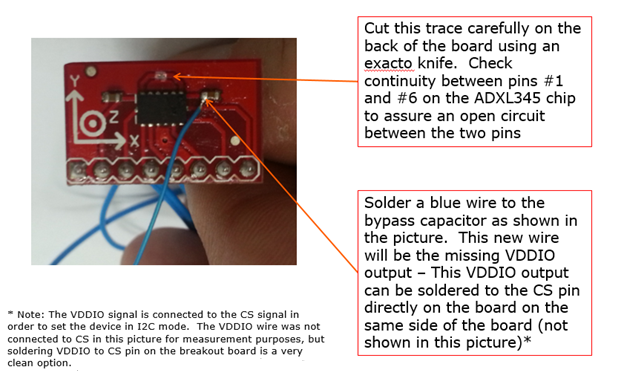 Cut this trace carefully on the
back of the board using an
exacto knife. Check
continuity between pins #1
and #6 on the ADXL345 chip
to assure an open circuit
between the two pins
Y
Z
X
Solder a blue wire to the
bypass capacitor as shown in
the picture. This new wire
will be the missing VDDIO
output – This VDDIO output
can be soldered to the CS pin
directly on the board on the
same side of the board (not
shown in this picture)*
* Note: The VDDIO signal is connected to the CS signal in
order to set the device in I2C mode. The VDDIO wire was not
connected to CS in this picture for measurement purposes, but
soldering VDDIO to CS pin on the breakout board is a very
clean option.